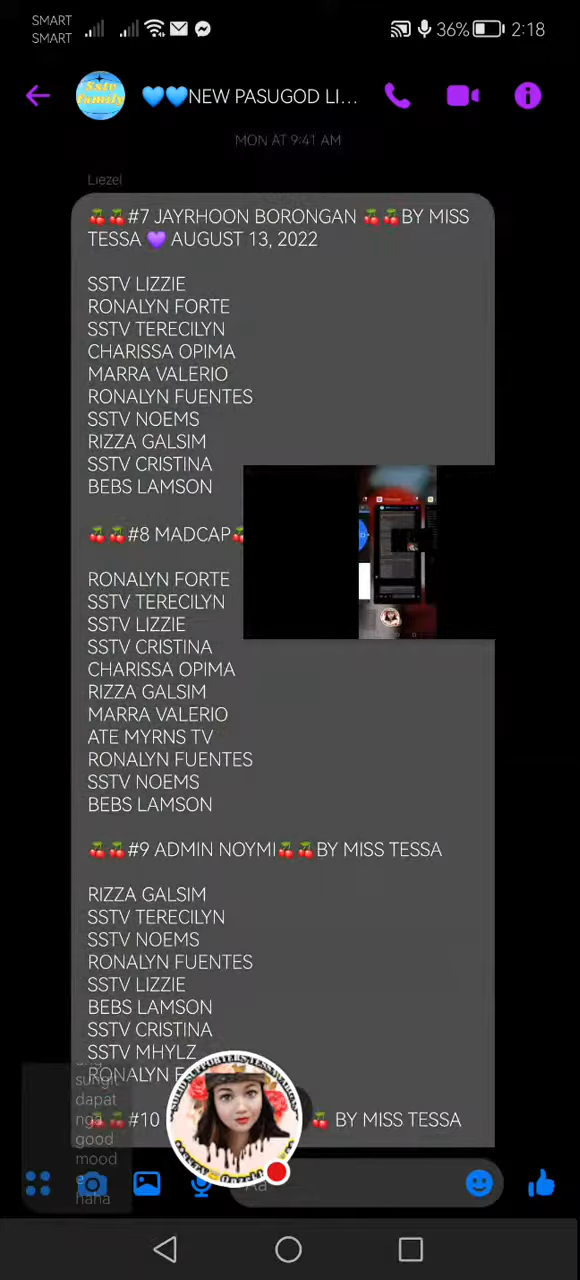 SMART
SMART
36% 2:18
Sstv
family
💙💙NEW PASUGOD LI...
MON AT 9:41 AM
Liezel
🍒🍒#7 JAYRHOON BORONGAN 🍒🍒BY MISS
TESSA 💜 AUGUST 13, 2022
SSTV LIZZIE
RONALYN FORTE
SSTV TERECILYN
CHARISSA OPIMA
MARRA VALERIO
RONALYN FUENTES
SSTV NOEMS
RIZZA GALSIM
SSTV CRISTINA
BEBS LAMSON
🍒🍒#8 MADCAP🍒
RONALYN FORTE
SSTV TERECILYN
SSTV LIZZIE
SSTV CRISTINA
CHARISSA OPIMA
RIZZA GALSIM
MARRA VALERIO
ATE MYRNS TV
RONALYN FUENTES
SSTV NOEMS
BEBS LAMSON
🍒🍒#9 ADMIN NOYMI🍒🍒BY MISS TESSA
RIZZA GALSIM
SSTV TERECILYN
SSTV NOEMS
RONALYN FUENTES
SSTV LIZZIE
BEBS LAMSON
SSTV CRISTINA
SSTV MHYLZ
RONALYN F
🍒🍒#10 🍒 BY MISS TESSA
sungit
dapat
nga
good
mood
e
haha
Aa